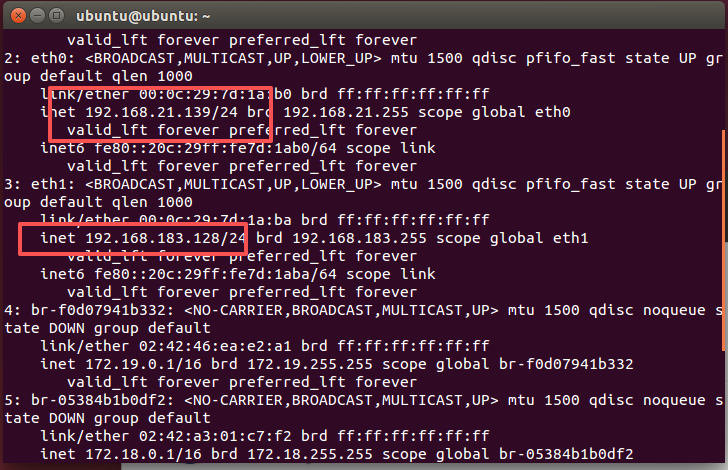 ubuntu@ubuntu: ~
valid_lft forever preferred_lft forever
2: eth0: <BROADCAST,MULTICAST,UP,LOWER_UP> mtu 1500 qdisc pfifo_fast state UP gr
oup default qlen 1000
link/ether 00:0c:29:7d:1a:b0 brd ff:ff:ff:ff:ff:ff
inet 192.168.21.139/24 brd 192.168.21.255 scope global eth0
valid_lft forever preferred_lft forever
inet6 fe80::20c:29ff:fe7d:1ab0/64 scope link
valid_lft forever preferred_lft forever
3: eth1: <BROADCAST,MULTICAST,UP,LOWER_UP> mtu 1500 qdisc pfifo_fast state UP gr
oup default qlen 1000
link/ether 00:0c:29:7d:1a:ba brd ff:ff:ff:ff:ff:ff
inet 192.168.183.128/24 brd 192.168.183.255 scope global eth1
valid_lft forever preferred_lft forever
inet6 fe80::20c:29ff:fe7d:1aba/64 scope link
valid_lft forever preferred_lft forever
4: br-f0d07941b332: <NO-CARRIER,BROADCAST,MULTICAST,UP> mtu 1500 qdisc noqueue s
tate DOWN group default
link/ether 02:42:46:ea:e2:a1 brd ff:ff:ff:ff:ff:ff
inet 172.19.0.1/16 brd 172.19.255.255 scope global br-f0d07941b332
valid_lft forever preferred_lft forever
5: br-05384b1b0df2: <NO-CARRIER,BROADCAST,MULTICAST,UP> mtu 1500 qdisc noqueue s
tate DOWN group default
link/ether 02:42:a3:01:c7:f2 brd ff:ff:ff:ff:ff:ff
inet 172.18.0.1/16 brd 172.18.255.255 scope global br-05384b1b0df2